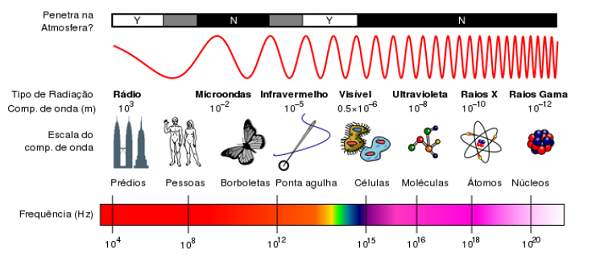 Penetra na
Atmosfera?
Y N Y N
Tipo de Radiação Rádio Microondas Infravermelho Visível Ultravioleta Raios X Raios Gama
Comp. de onda (m) 10³ 10⁻² 10⁻⁵ 0.5×10⁻⁶ 10⁻⁸ 10⁻¹⁰ 10⁻¹²
Escala do
comp. de onda
Prédios Pessoas Borboletas Ponta agulha Células Moléculas Átomos Núcleos
Frequência (Hz)
10⁴ 10⁸ 10¹² 10¹⁵ 10¹⁶ 10¹⁸ 10²⁰